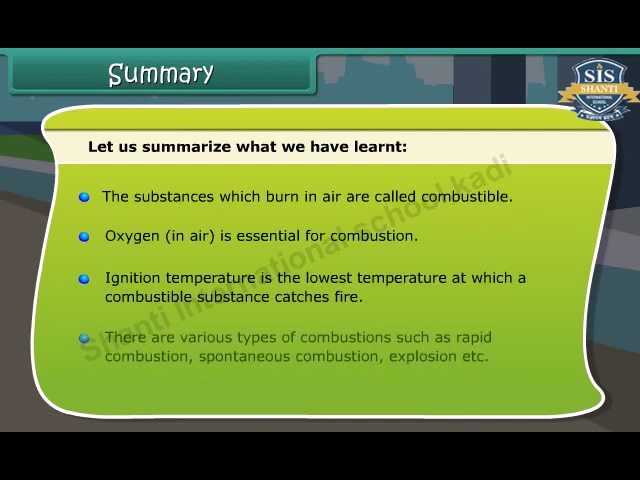 Summary
SIS
SHANTI
INTERNATIONAL
SCHOOL
Let us summarize what we have learnt:
The substances which burn in air are called combustible.
Oxygen (in air) is essential for combustion.
Ignition temperature is the lowest temperature at which a
combustible substance catches fire.
There are various types of combustions such as rapid
combustion, spontaneous combustion, explosion etc.
Shanti international school kadi